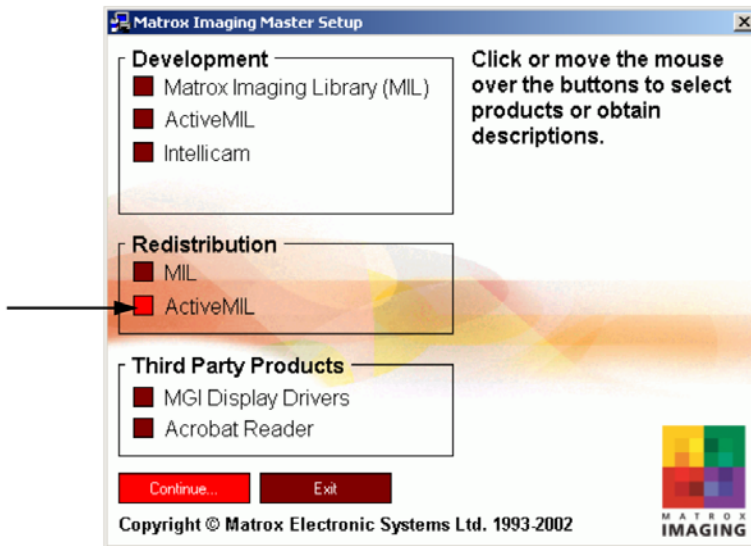 Matrox Imaging Master Setup
Development
Matrox Imaging Library (MIL)
ActiveMIL
Intellicam
Click or move the mouse
over the buttons to select
products or obtain
descriptions.
Redistribution
MIL
ActiveMIL
Third Party Products
MGI Display Drivers
Acrobat Reader
Continue...
Exit
Copyright © Matrox Electronic Systems Ltd. 1993-2002
MATROX
IMAGING